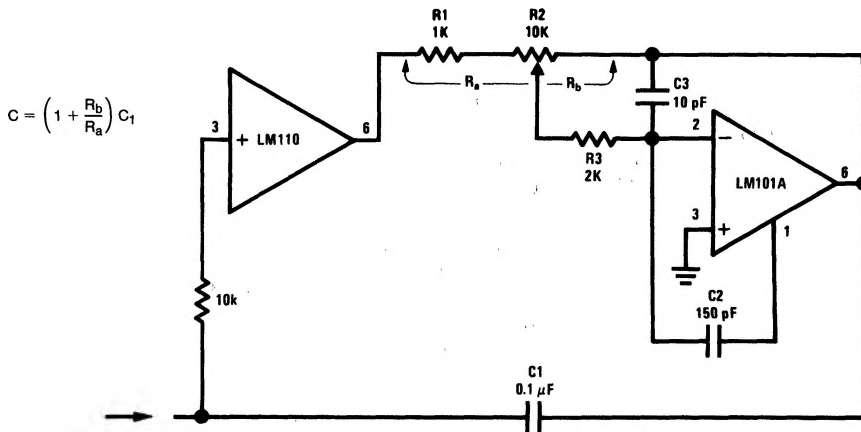 R1
1K
R2
10K
Ra
Rb
C = (1 + Rb/Ra) C1
3
+
LM110
6
C3
10 pF
R3
2K
2
−
LM101A
6
3
+
1
10k
C2
150 pF
C1
0.1 μF